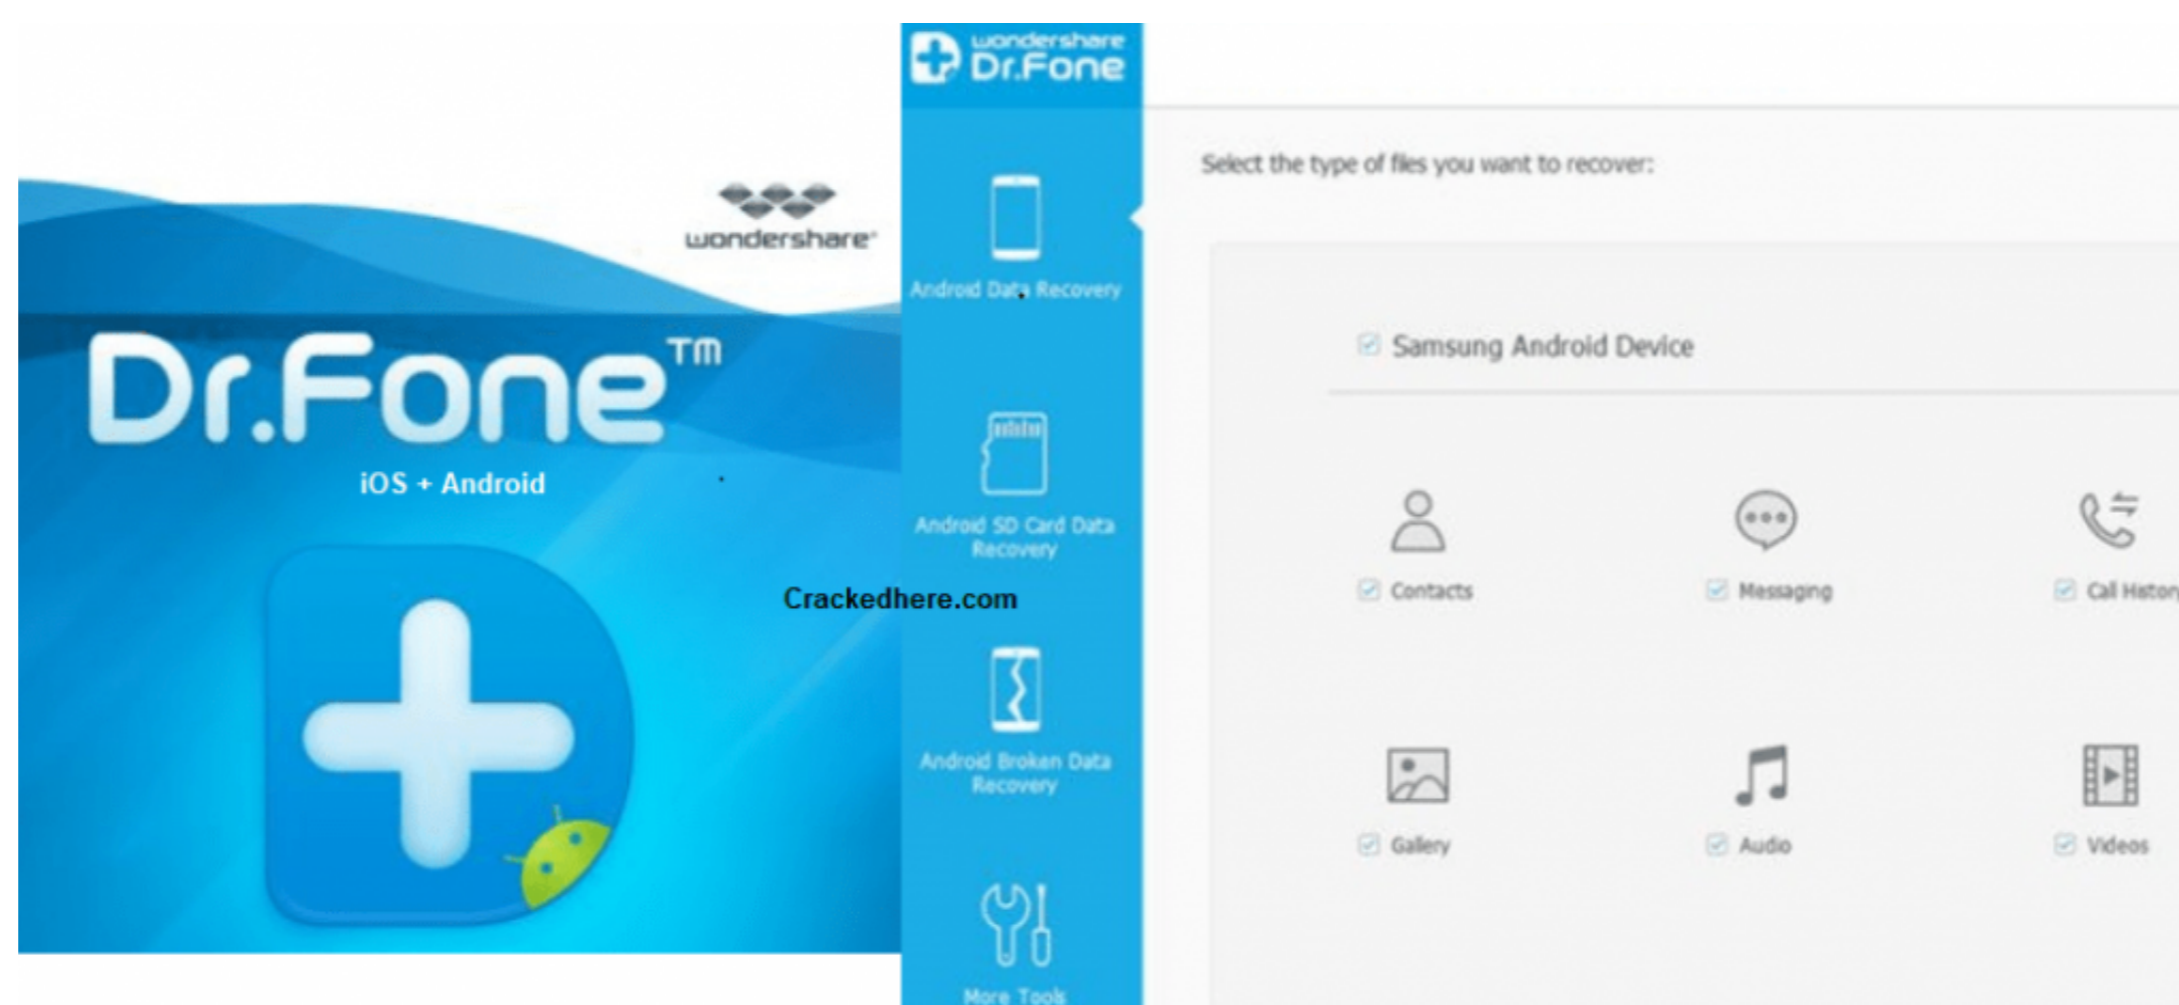 wondershare
Dr.Fone™
iOS + Android
Crackedhere.com
wondershare
Dr.Fone
Android Data Recovery
Android SD Card Data
Recovery
Android Broken Data
Recovery
More Tools
Select the type of files you want to recover:
Samsung Android Device
Contacts
Messaging
Call History
Gallery
Audio
Videos